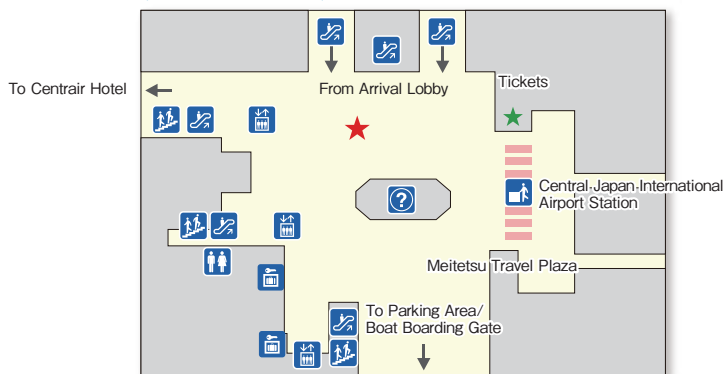 From Arrival Lobby
Tickets
To Centrair Hotel
?
Central Japan International
Airport Station
Meitetsu Travel Plaza
To Parking Area/
Boat Boarding Gate